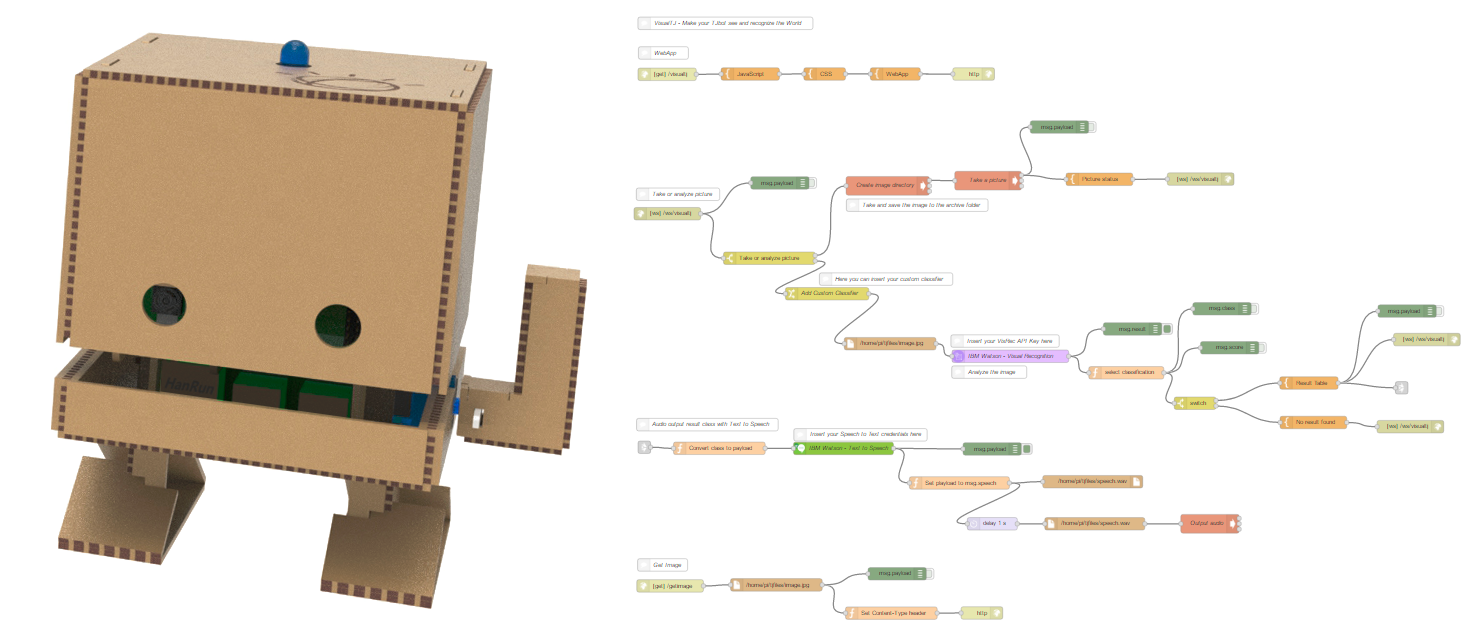 VisualTJ - Make your TJbot see and recognize the World
WebApp
[get] /visualtj
JavaScript
CSS
WebApp
http
msg.payload
Take or analyze picture
msg.payload
Create image directory
Take a picture
Picture status
[ws] /ws/visualtj
[ws] /ws/visualtj
Take and save the image to the archive folder
Take or analyze picture
Here you can insert your custom classifier
Add Custom Classifier
msg.class
msg.payload
msg.result
/home/pi/tjfiles/image.jpg
Insert your VisRec API Key here
[ws] /ws/visualtj
msg.score
IBM Watson - Visual Recognition
Analyze the image
select classification
Result Table
switch
HanRun
Audio output result class with Text to Speech
No result found
[ws] /ws/visualtj
Insert your Speech to Text credentials here
Convert class to payload
IBM Watson - Text to Speech
msg.payload
Set playload to msg.speech
/home/pi/tjfiles/speech.wav
delay 1 s
/home/pi/tjfiles/speech.wav
Output audio
Get Image
msg.payload
[get] /getimage
/home/pi/tjfiles/image.jpg
Set Content-Type header
http